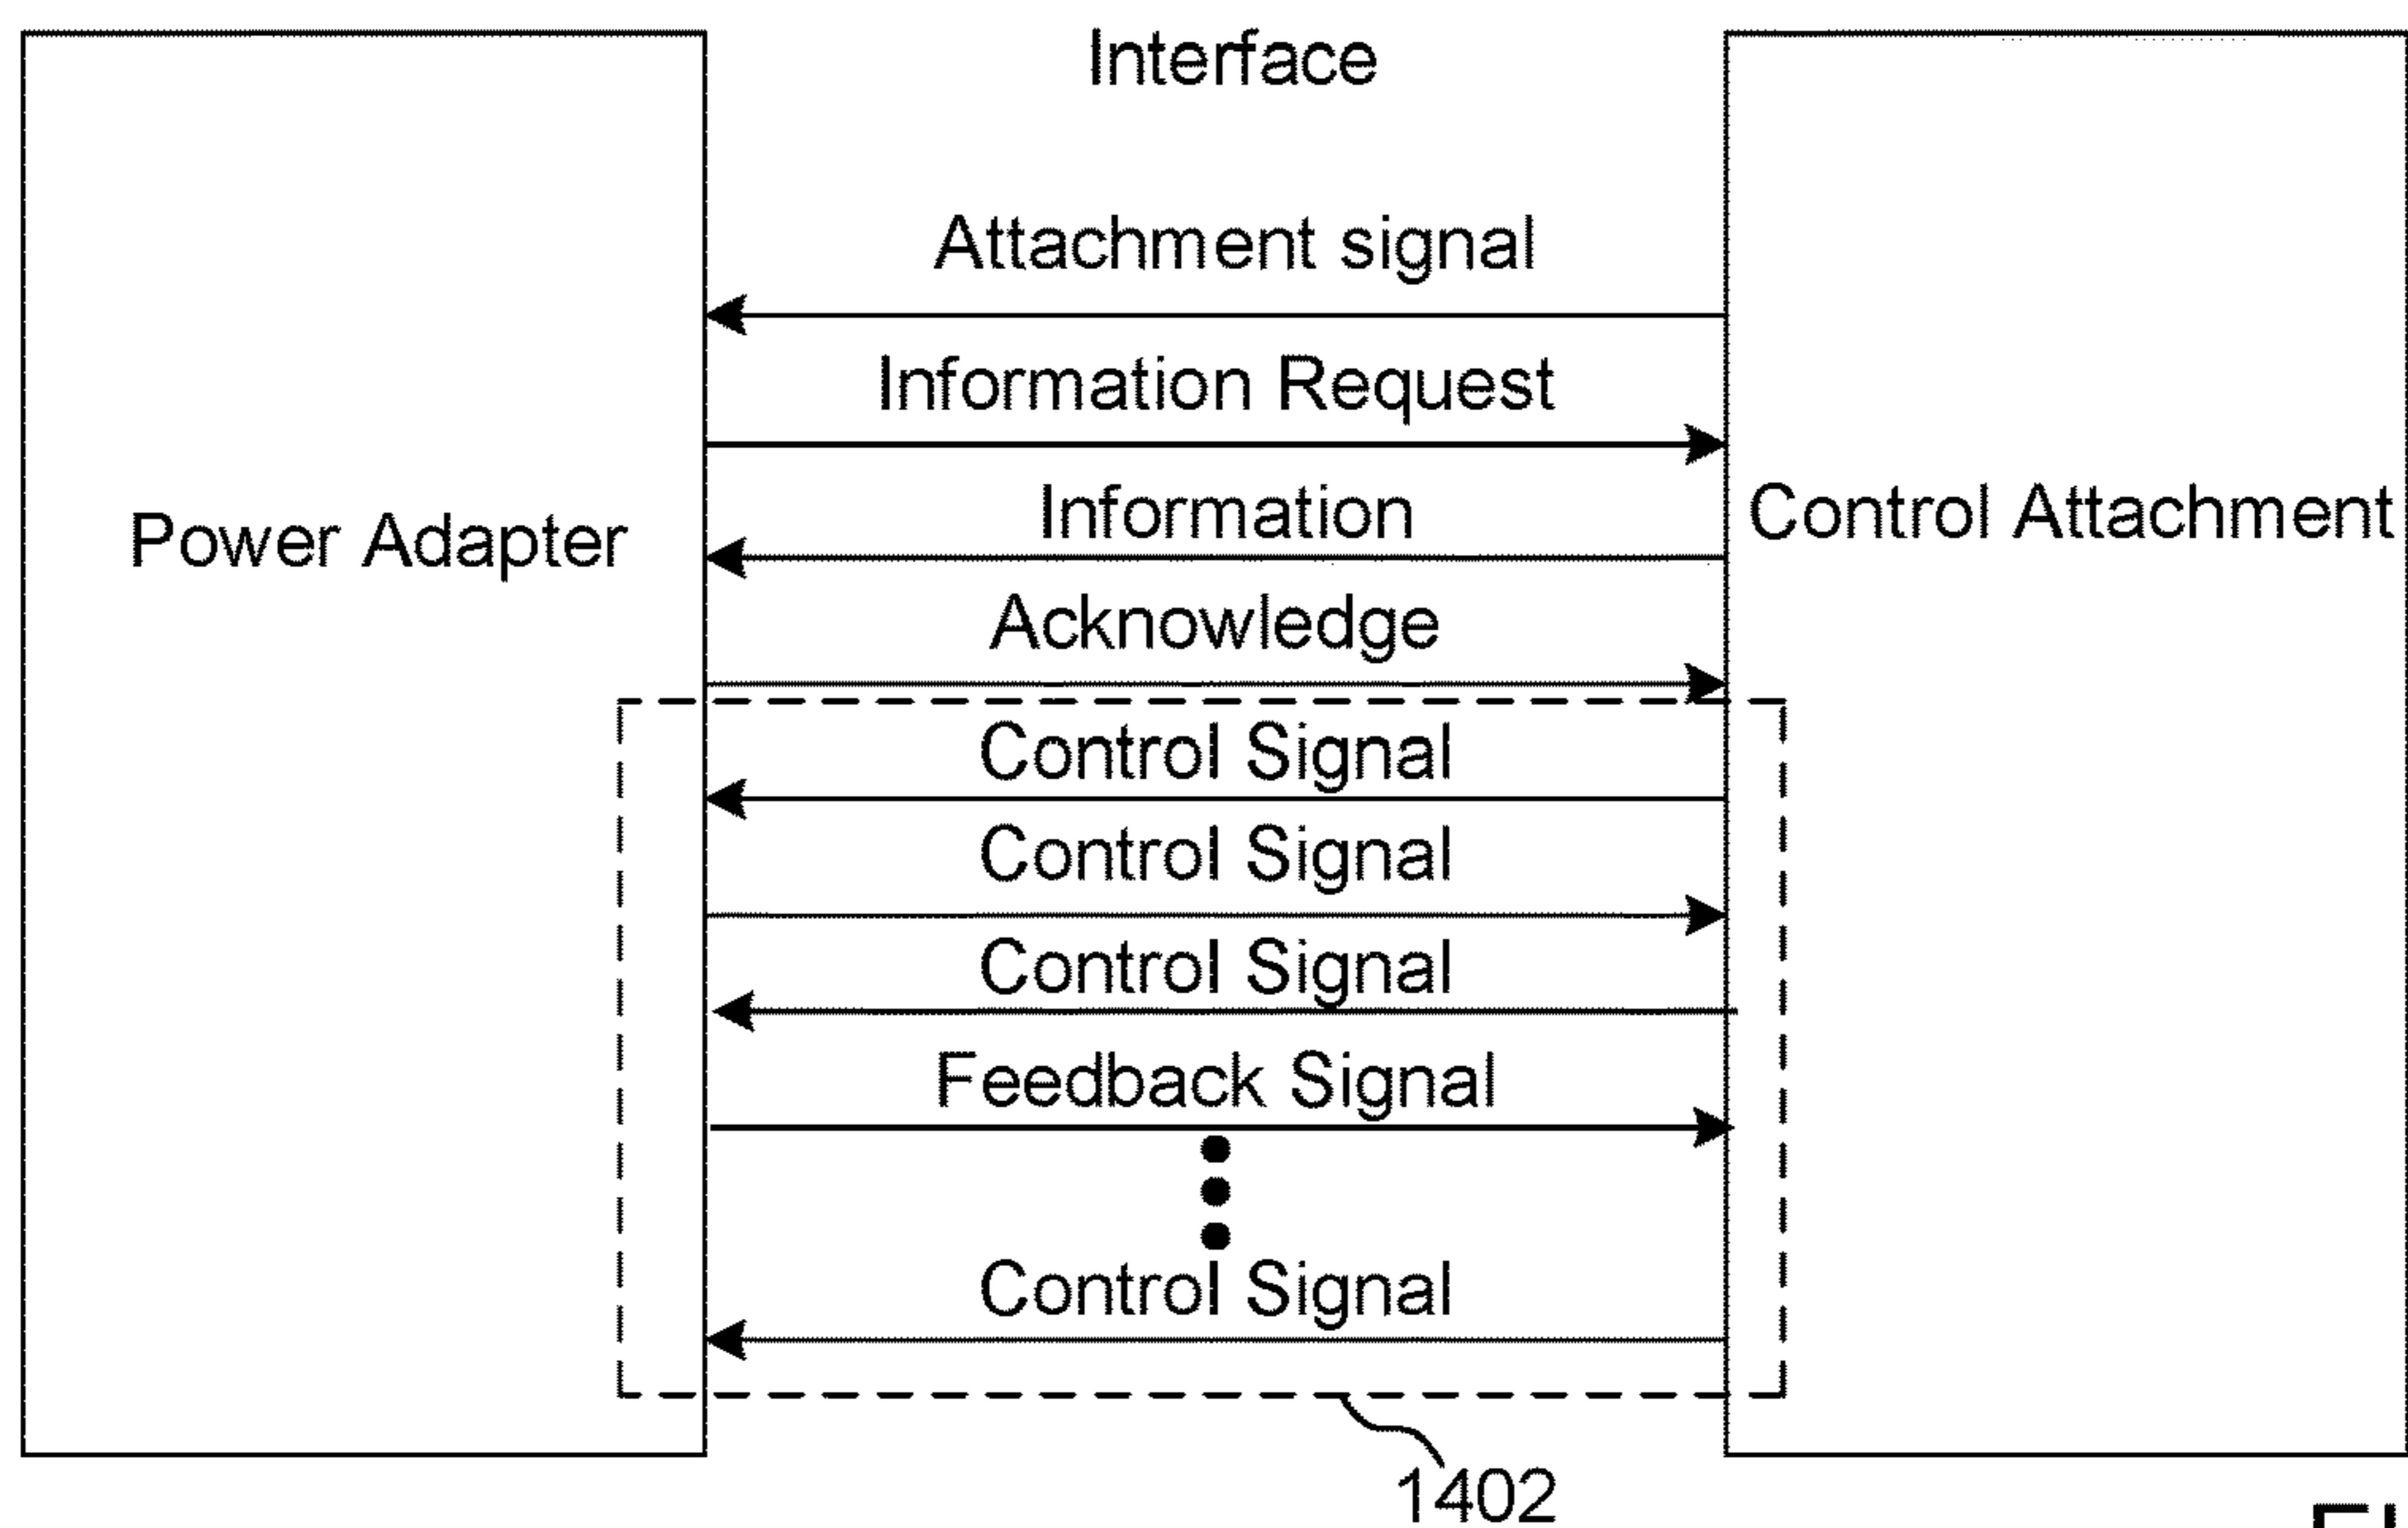 Interface
Attachment signal
Information Request
Power Adapter
Information
Control Attachment
Acknowledge
Control Signal
Control Signal
Control Signal
Feedback Signal
Control Signal
1402